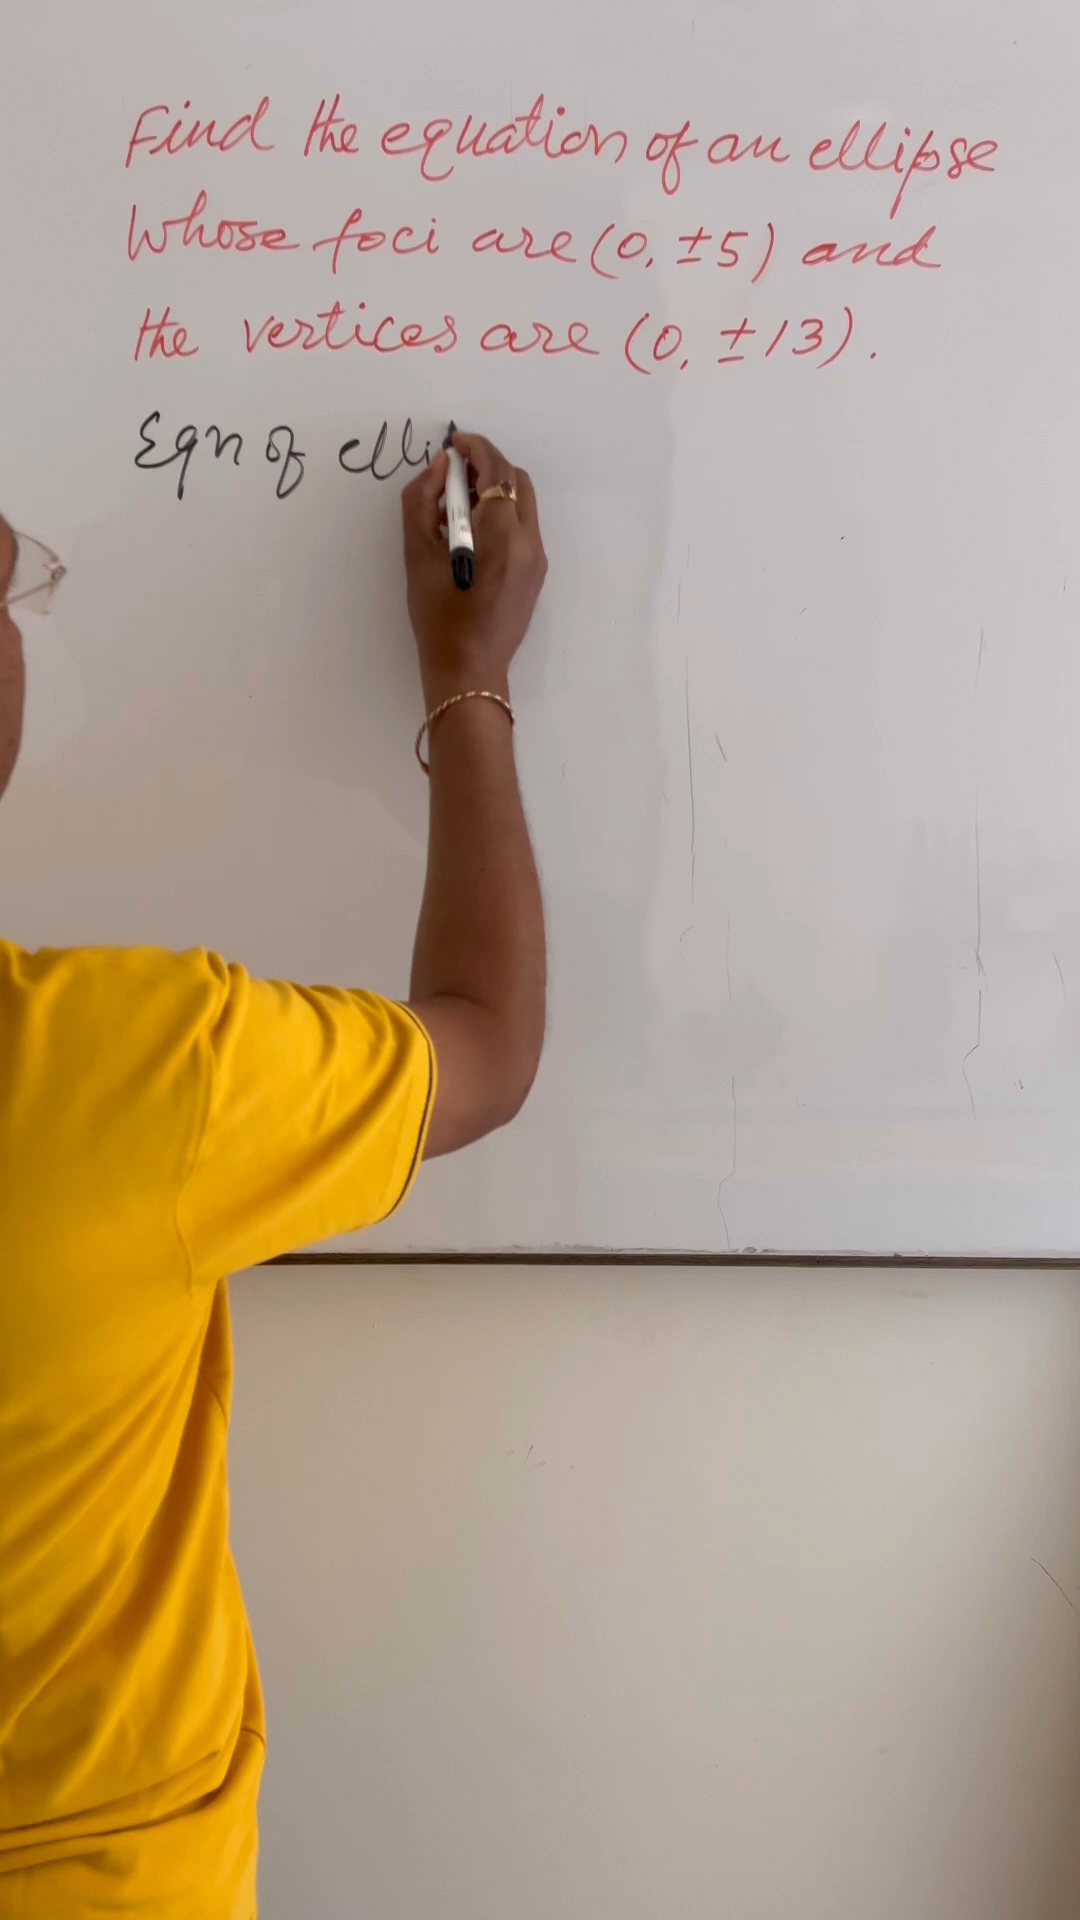 Find the equation of an ellipse
whose foci are (0, ±5) and
the vertices are (0, ±13).
Eqn of elli